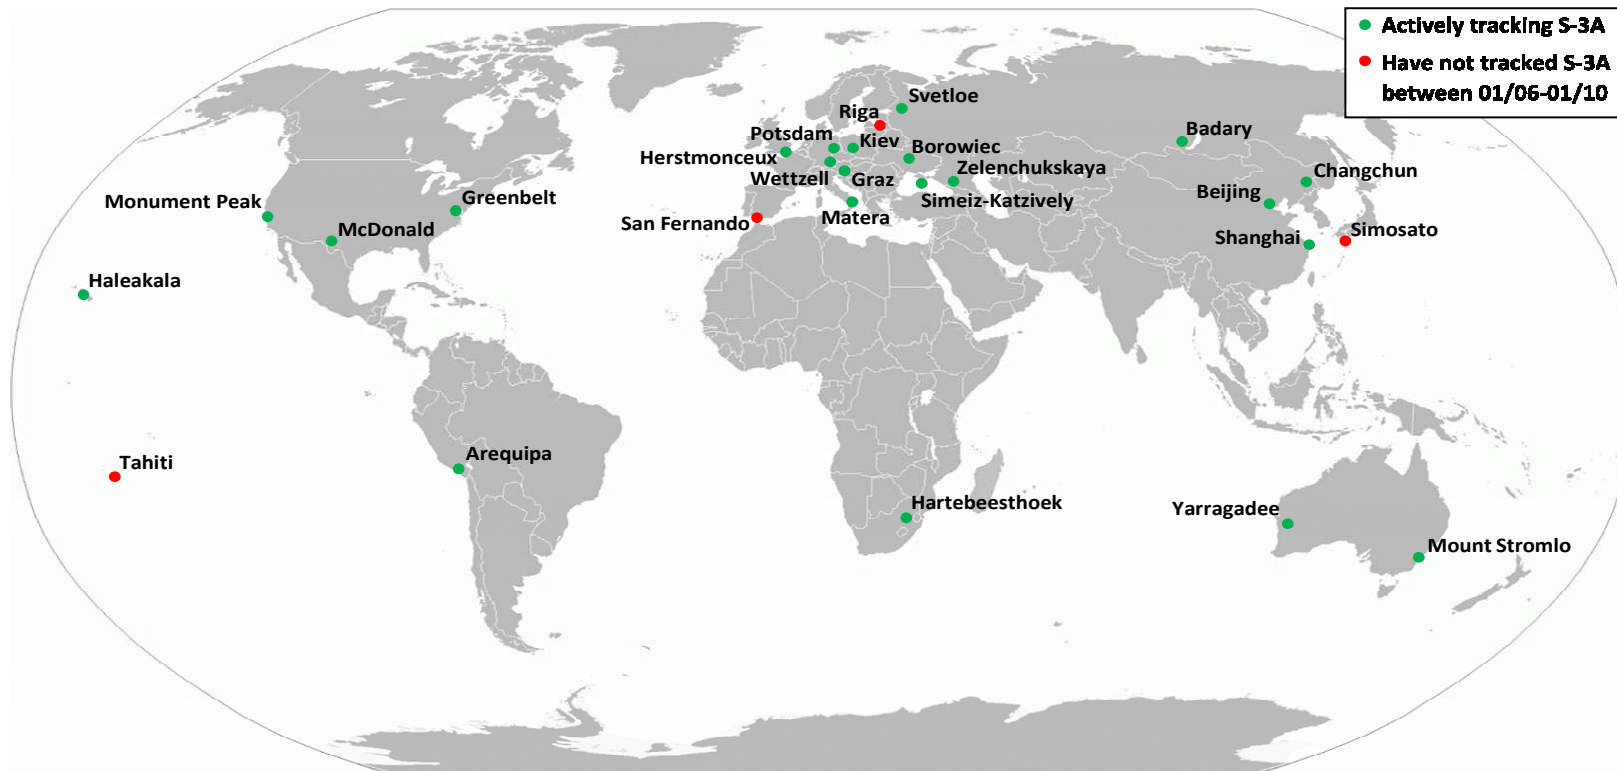 Actively tracking S-3A
Have not tracked S-3A
between 01/06-01/10
Svetloe
Riga
Potsdam
Kiev
Borowiec
Badary
Herstmonceux
Zelenchukskaya
Changchun
Wettzell
Graz
Beijing
Monument Peak
Greenbelt
Simeiz-Katzively
Matera
San Fernando
McDonald
Shanghai
Simosato
Haleakala
Tahiti
Arequipa
Hartebeesthoek
Yarragadee
Mount Stromlo